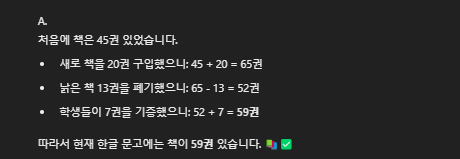 A.
처음에 책은 45권 있었습니다.
• 새로 책을 20권 구입했으니: 45 + 20 = 65권
• 낡은 책 13권을 폐기했으니: 65 - 13 = 52권
• 학생들이 7권을 기증했으니: 52 + 7 = 59권
따라서 현재 한글 문고에는 책이 59권 있습니다. 📚✅